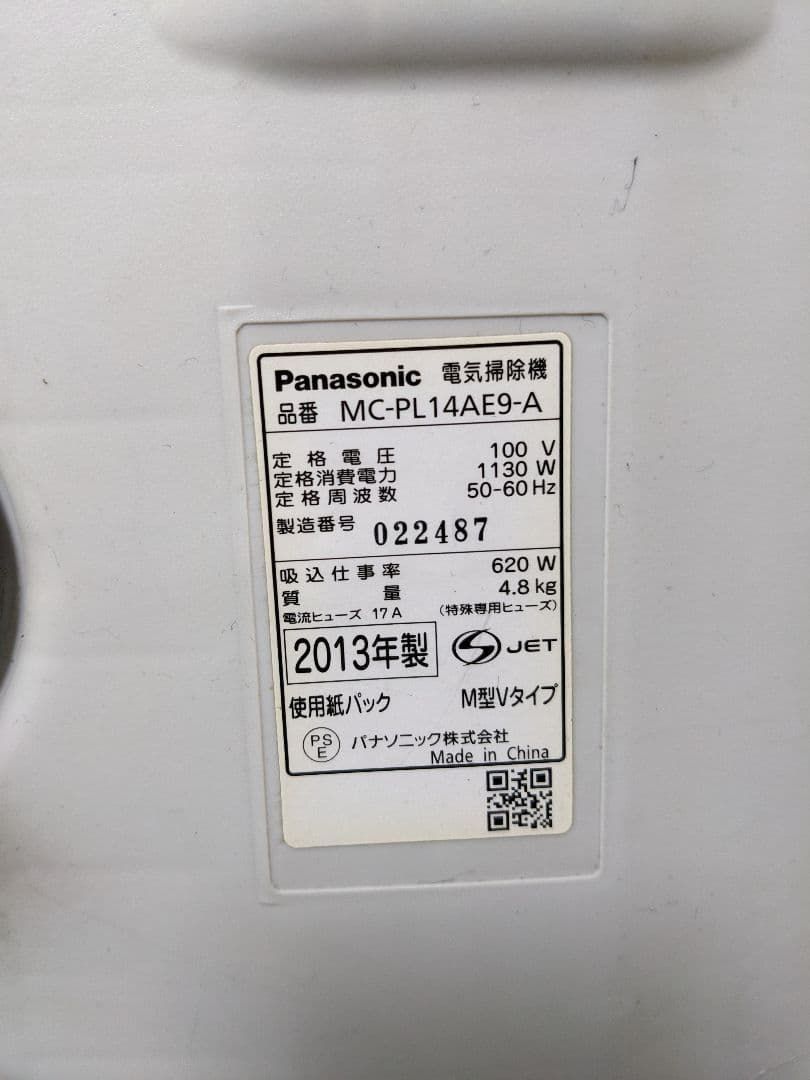 Panasonic 電気掃除機
品番 MC-PL14AE9-A
定格電圧 100 V
定格消費電力 1130 W
定格周波数 50-60 Hz
製造番号 022487
吸込仕事率 620 W
質量 4.8 kg
電流ヒューズ 17 A (特殊専用ヒューズ)
2013年製 S JET
使用紙パック M型Vタイプ
PS
E パナソニック株式会社
Made in China